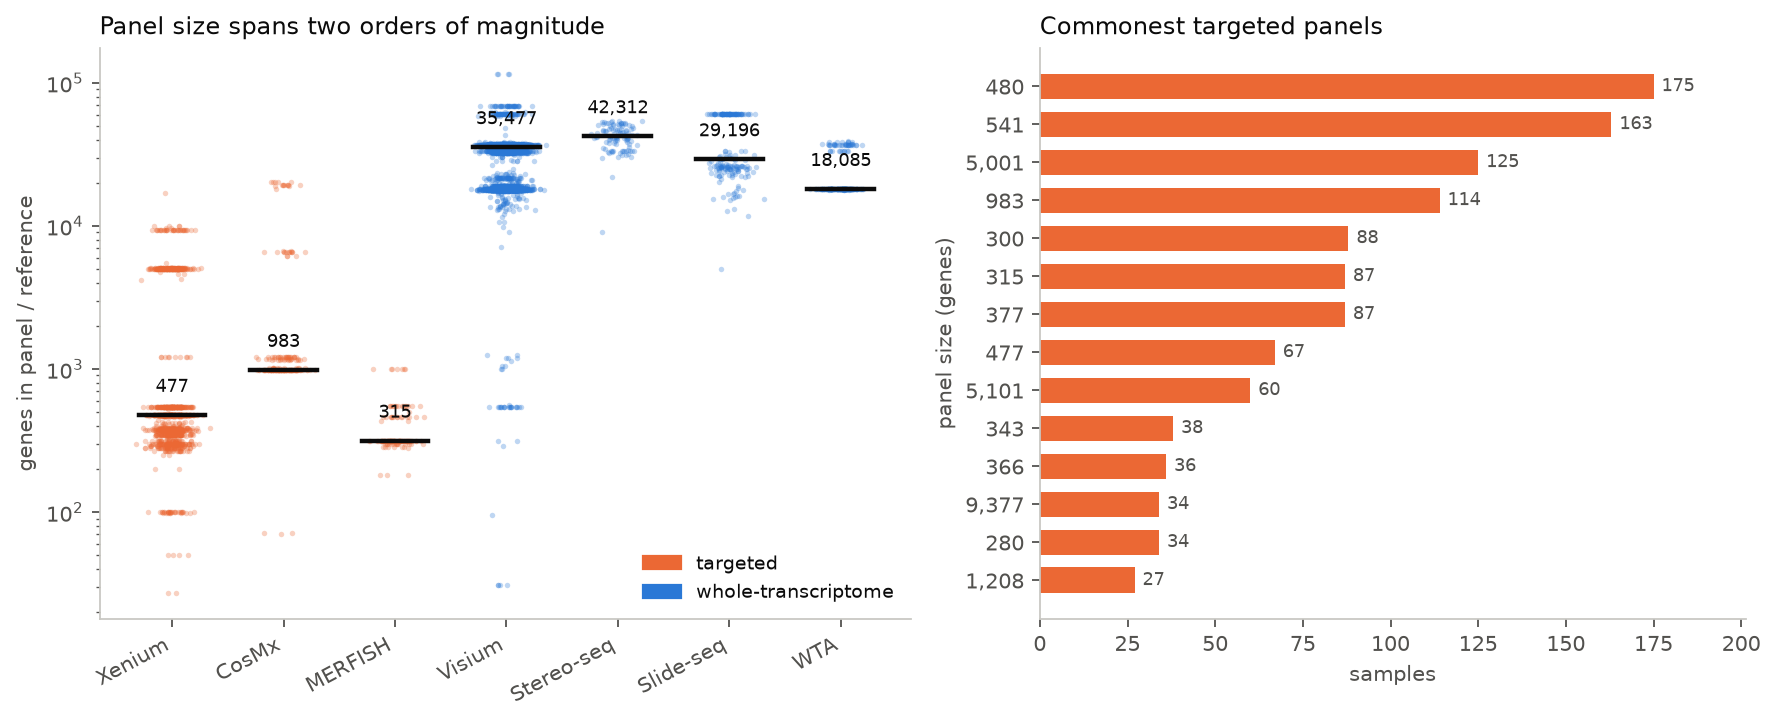 Panel size spans two orders of magnitude
genes in panel / reference
10^5
10^4
10^3
10^2
477
983
315
35,477
42,312
29,196
18,085
targeted
whole-transcriptome
Xenium
CosMx
MERFISH
Visium
Stereo-seq
Slide-seq
WTA
Commonest targeted panels
panel size (genes)
480 175
541 163
5,001 125
983 114
300 88
315 87
377 87
477 67
5,101 60
343 38
366 36
9,377 34
280 34
1,208 27
0 25 50 75 100 125 150 175 200
samples